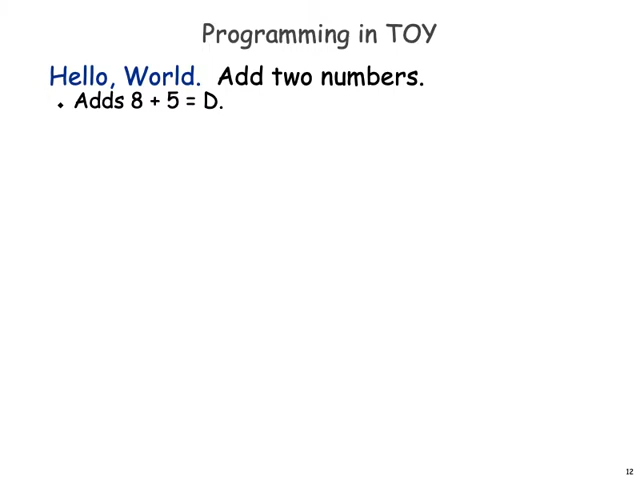 Programming in TOY
Hello, World. Add two numbers.
⬥ Adds 8 + 5 = D.
12